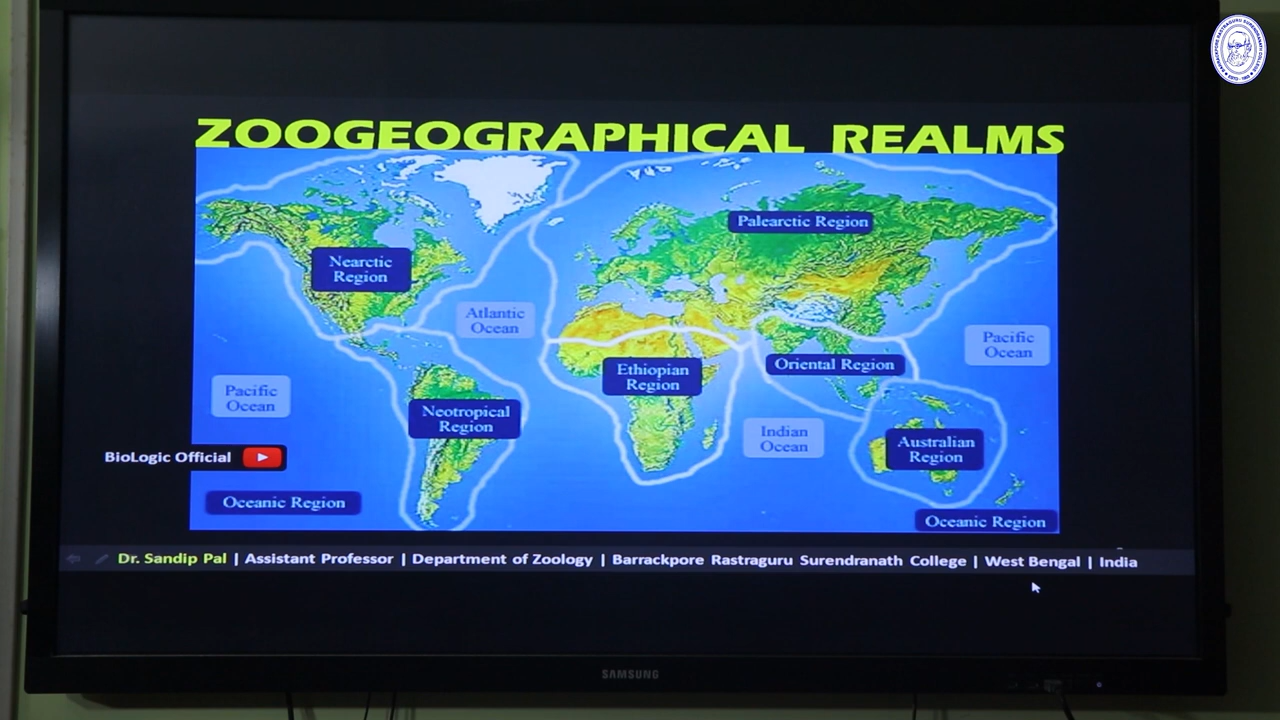 ZOOGEOGRAPHICAL REALMS
Palearctic Region
Nearctic
Region
Atlantic
Ocean
Pacific
Ocean
Oriental Region
Ethiopian
Region
Pacific
Ocean
Neotropical
Region
Indian
Ocean
Australian
Region
BioLogic Official
Oceanic Region
Oceanic Region
Dr. Sandip Pal | Assistant Professor | Department of Zoology | Barrackpore Rastraguru Surendranath College | West Bengal | India
SAMSUNG